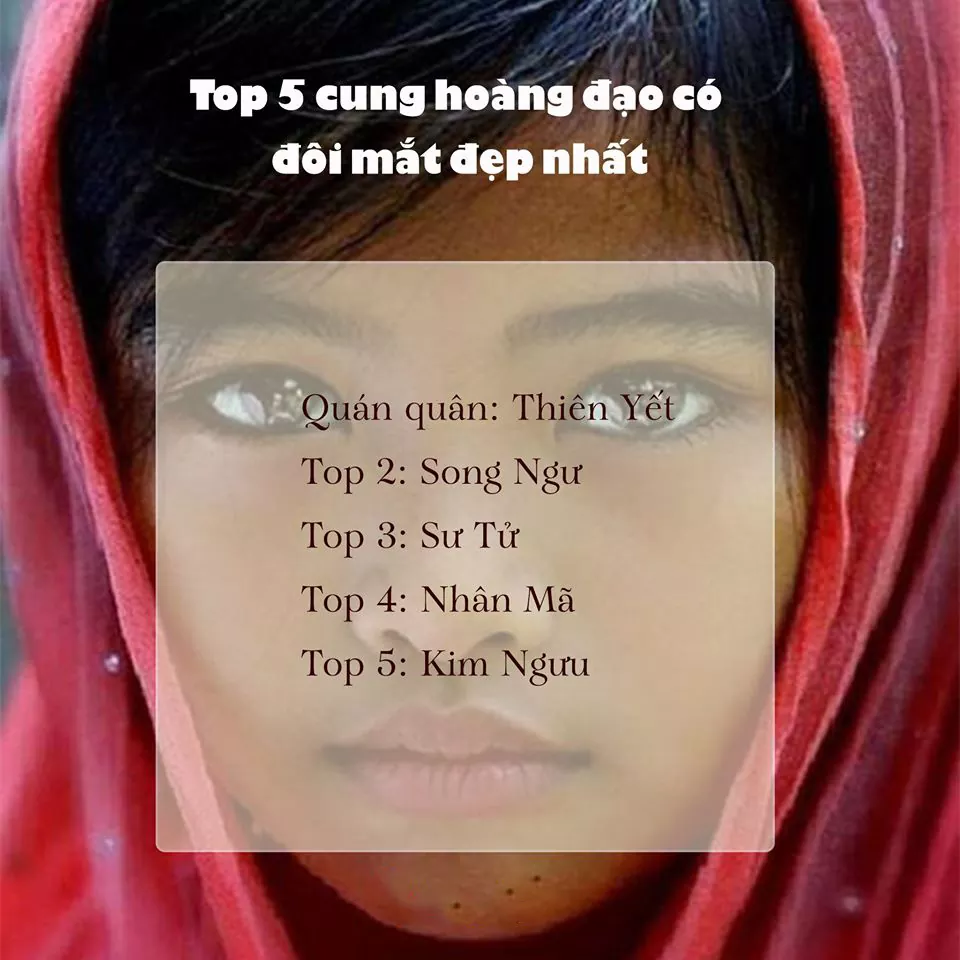 Top 5 cung hoàng đạo có
đôi mắt đẹp nhất
Quán quân: Thiên Yết
Top 2: Song Ngư
Top 3: Sư Tử
Top 4: Nhân Mã
Top 5: Kim Ngưu